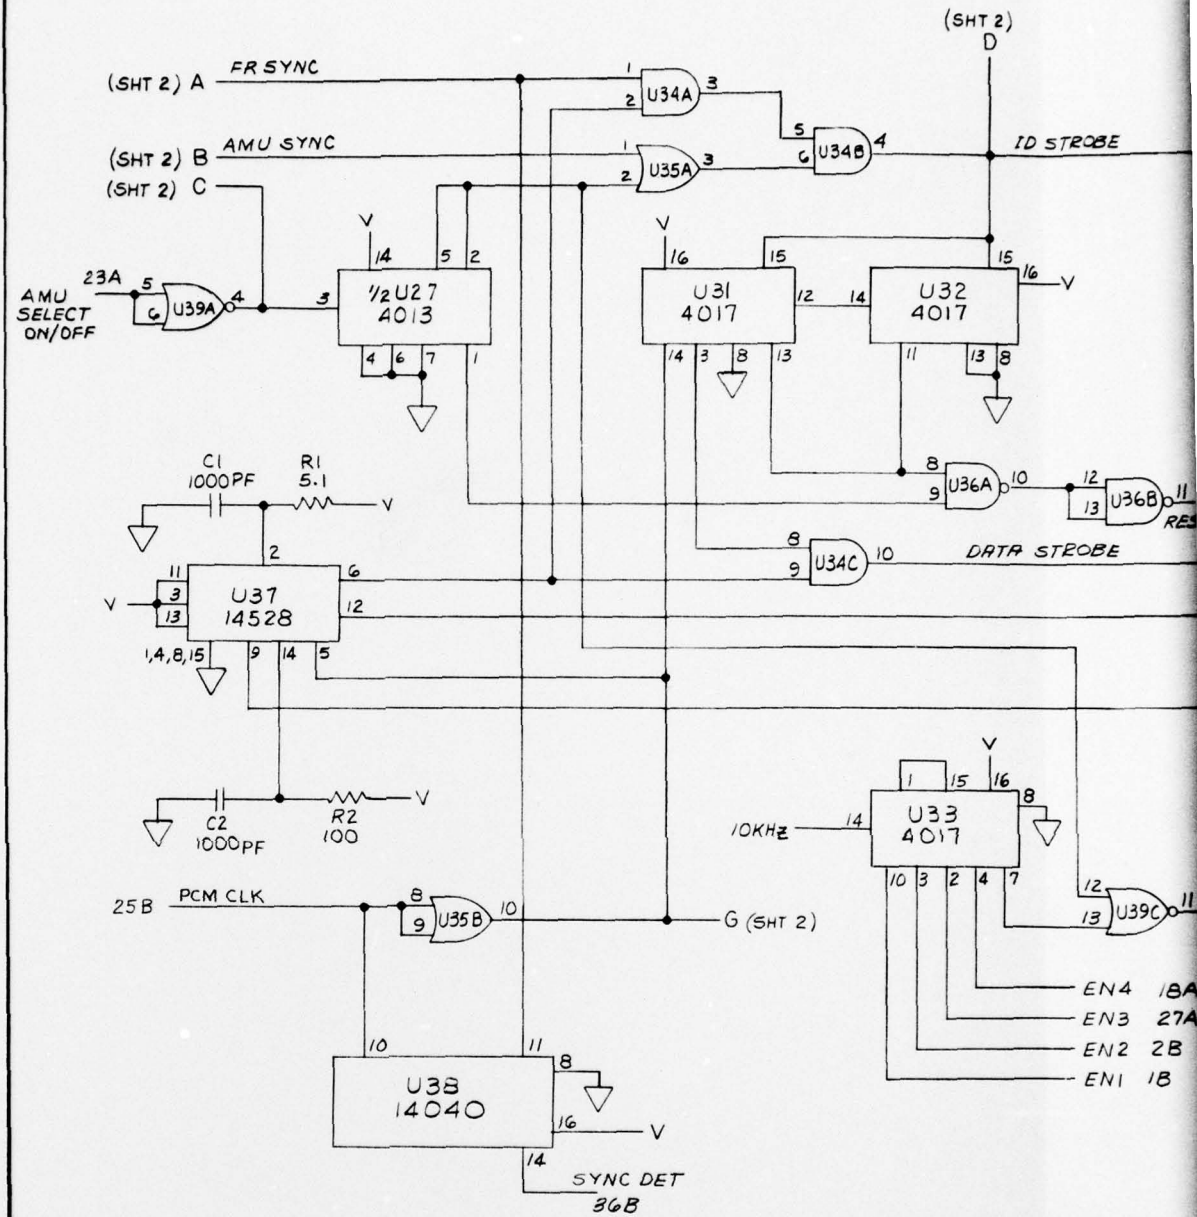 (SHT 2)
D
(SHT 2) A FR SYNC
1
2
U34A
3
(SHT 2) B AMU SYNC
(SHT 2) C
1
2
U35A
3
5
6
U34B
4
ID STROBE
23A
AMU
SELECT
ON/OFF
5
6
U39A
4
V
14
5
2
3
1/2 U27
4013
4
6
7
1
V
16
15
U31
4017
12
14
3
8
13
14
15
16
V
U32
4017
11
13
8
8
9
U36A
10
12
13
U36B
11
RES
C1
1000PF
R1
5.1
V
2
V
11
3
13
U37
14528
6
12
1,4,8,15
9
14
5
8
9
U34C
10
DATA STROBE
C2
1000PF
R2
100
V
V
1
15
16
8
10KHZ
14
U33
4017
10
3
2
4
7
12
13
U39C
11
25B PCM CLK
8
9
U35B
10
G (SHT 2)
EN4 18A
EN3 27A
EN2 2B
EN1 1B
10
11
8
U38
14040
16
V
14
SYNC DET
36B